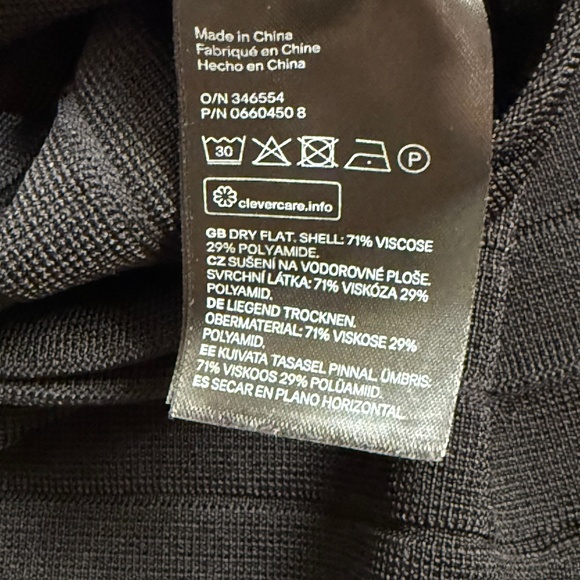 Made in China
Fabriqué en Chine
Hecho en China
O/N 346554
P/N 0660450 8
30
P
clevercare.info
GB DRY FLAT. SHELL: 71% VISCOSE
29% POLYAMIDE.
CZ SUŠENÍ NA VODOROVNÉ PLOŠE.
SVRCHNÍ LÁTKA: 71% VISKÓZA 29%
POLYAMID.
DE LIEGEND TROCKNEN.
OBERMATERIAL: 71% VISKOSE 29%
POLYAMID.
EE KUIVATA TASASEL PINNAL. ÜMBRIS:
71% VISKOOS 29% POLÜAMIID.
ES SECAR EN PLANO HORIZONTAL.